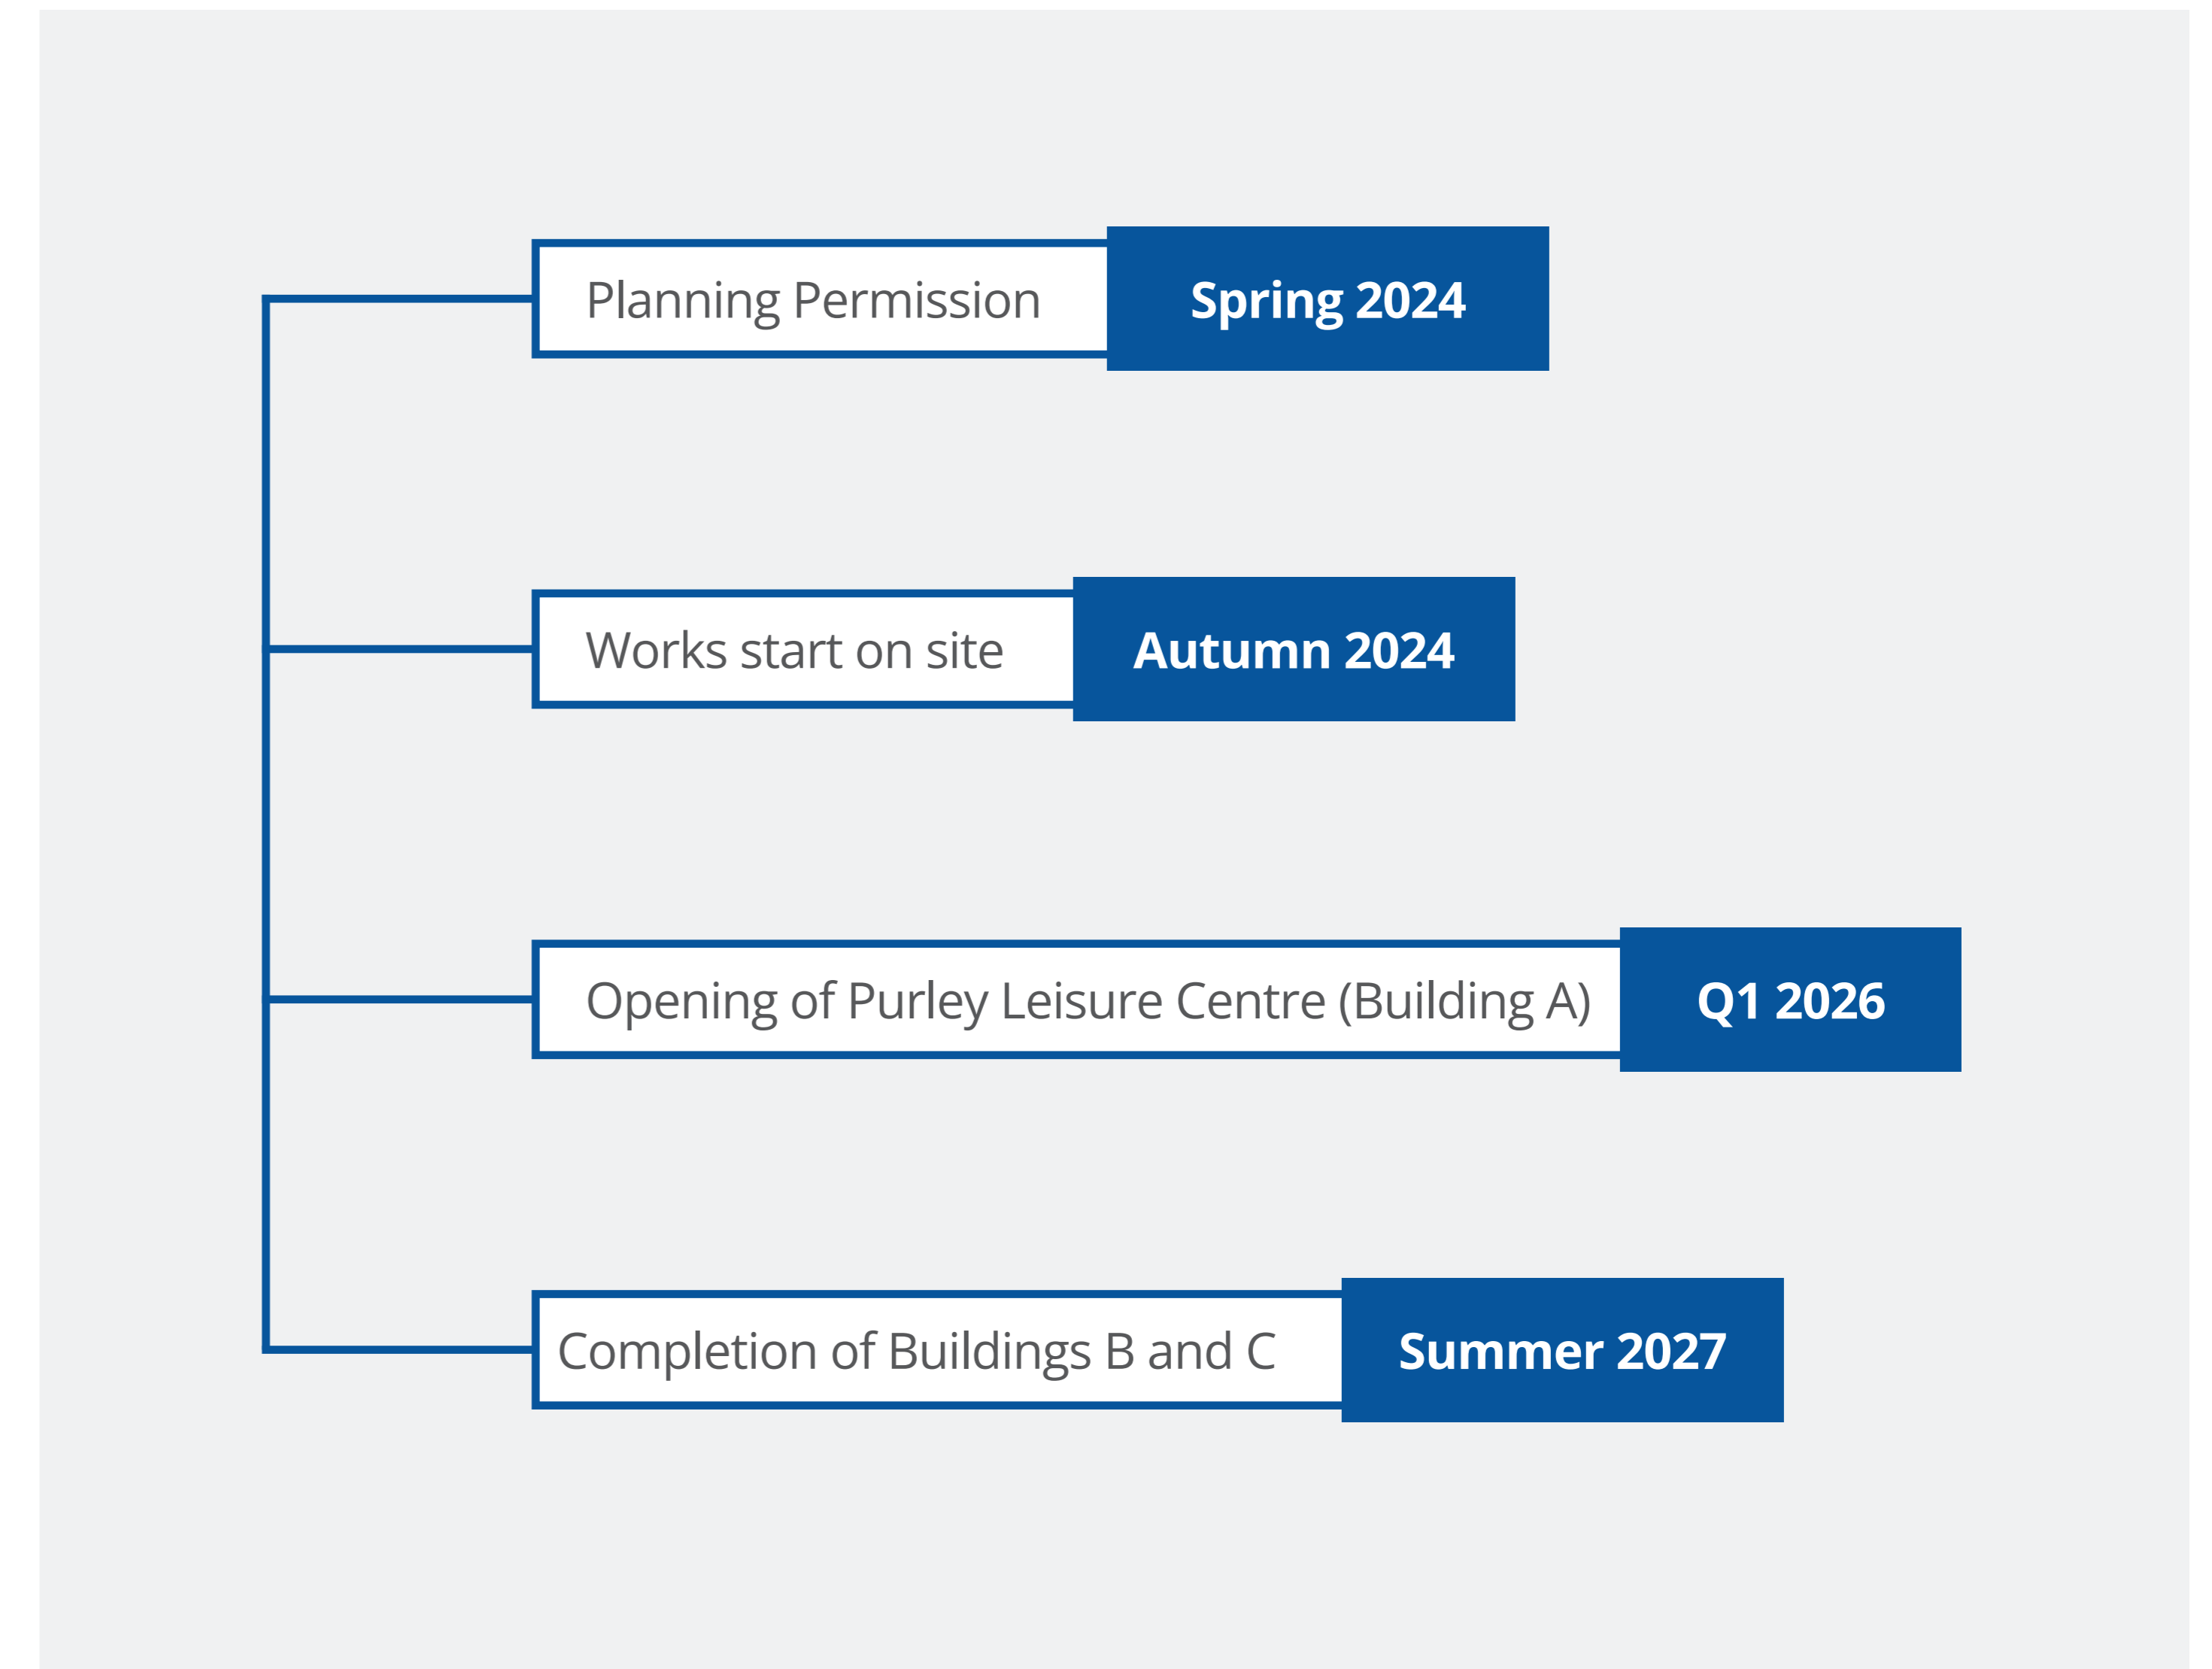 Planning Permission Spring 2024
Works start on site Autumn 2024
Opening of Purley Leisure Centre (Building A) Q1 2026
Completion of Buildings B and C Summer 2027